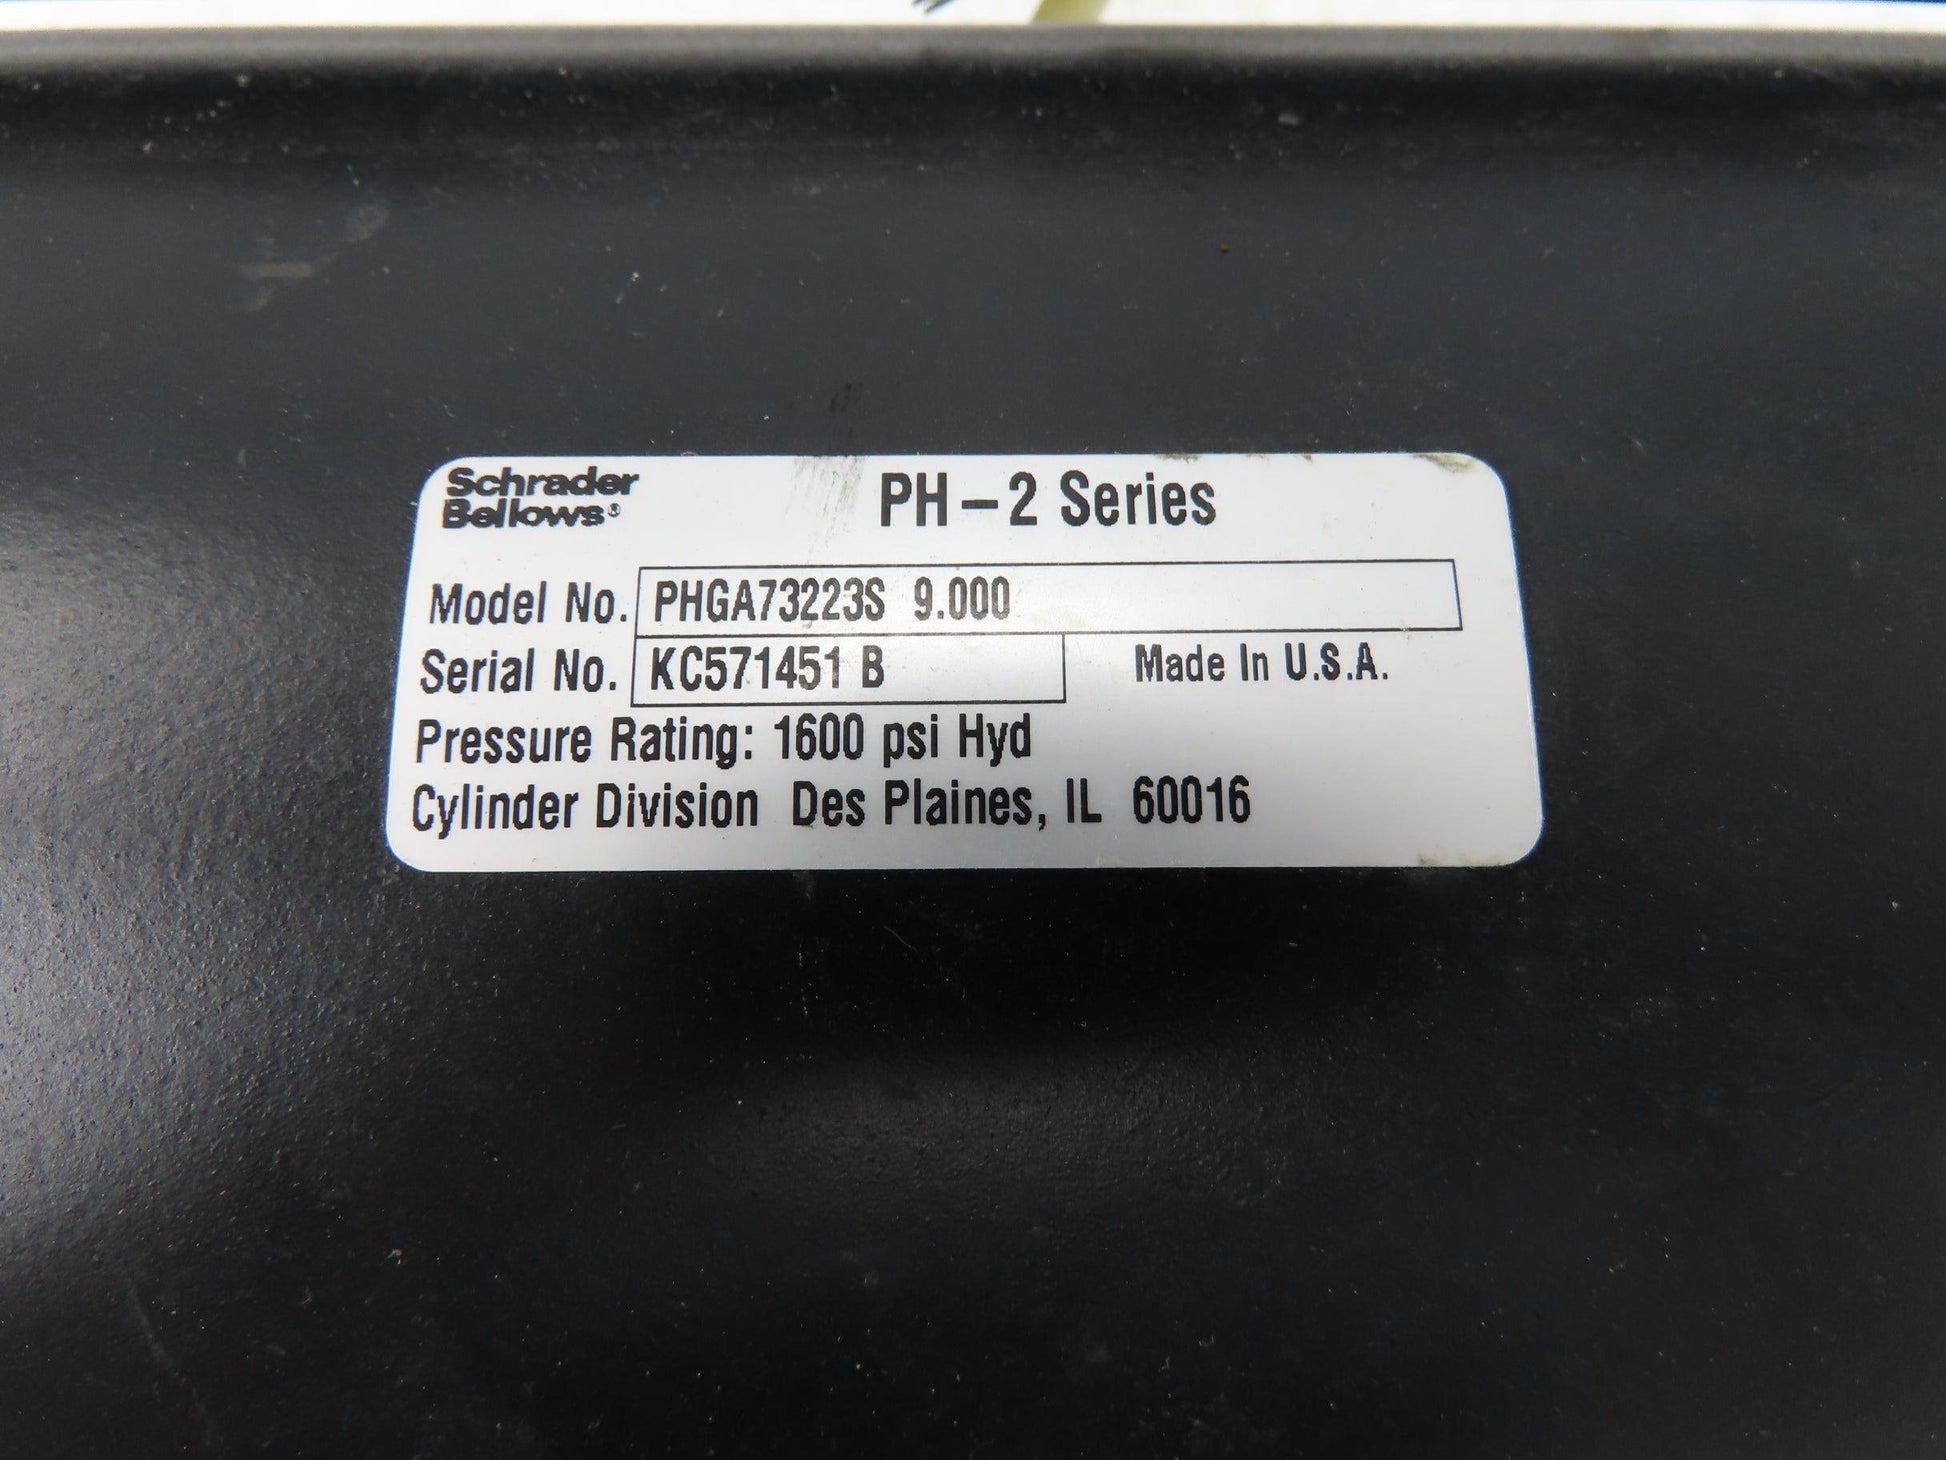 Schrader
Bellows®
PH-2 Series
Model No. PHGA73223S 9.000
Serial No. KC571451 B
Made In U.S.A.
Pressure Rating: 1600 psi Hyd
Cylinder Division Des Plaines, IL 60016